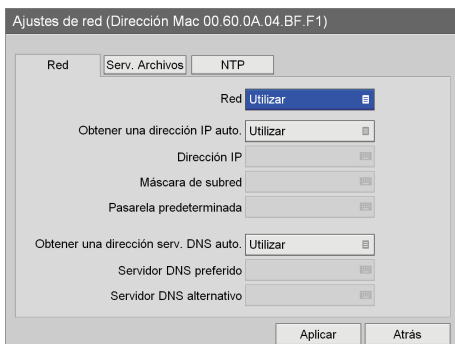 Ajustes de red (Dirección Mac 00.60.0A.04.BF.F1)
Red Serv. Archivos NTP
Red Utilizar
Obtener una dirección IP auto. Utilizar
Dirección IP
Máscara de subred
Pasarela predeterminada
Obtener una dirección serv. DNS auto. Utilizar
Servidor DNS preferido
Servidor DNS alternativo
Aplicar Atrás